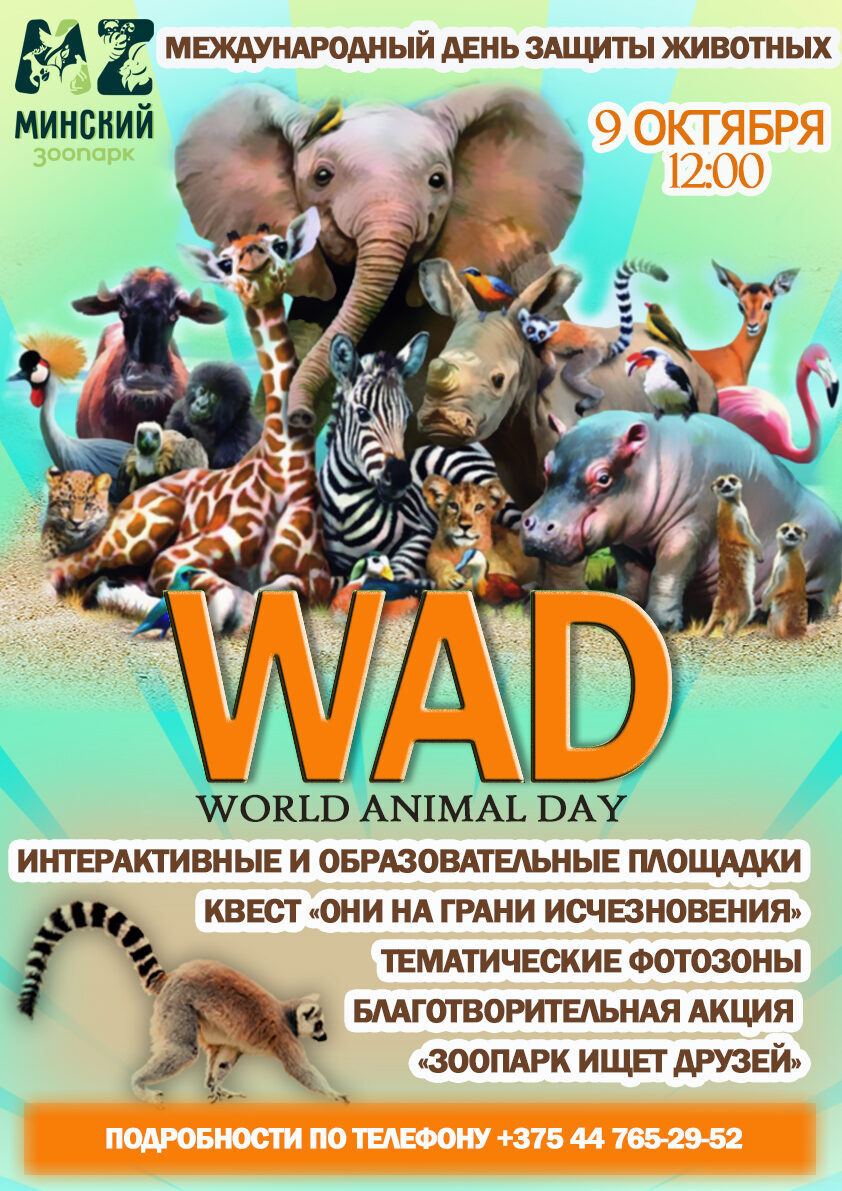 MZ
МИНСКИЙ
зоопарк
МЕЖДУНАРОДНЫЙ ДЕНЬ ЗАЩИТЫ ЖИВОТНЫХ
9 ОКТЯБРЯ
12:00
WAD
WORLD ANIMAL DAY
ИНТЕРАКТИВНЫЕ И ОБРАЗОВАТЕЛЬНЫЕ ПЛОЩАДКИ
КВЕСТ «ОНИ НА ГРАНИ ИСЧЕЗНОВЕНИЯ»
ТЕМАТИЧЕСКИЕ ФОТОЗОНЫ
БЛАГОТВОРИТЕЛЬНАЯ АКЦИЯ
«ЗООПАРК ИЩЕТ ДРУЗЕЙ»
ПОДРОБНОСТИ ПО ТЕЛЕФОНУ +375 44 765-29-52